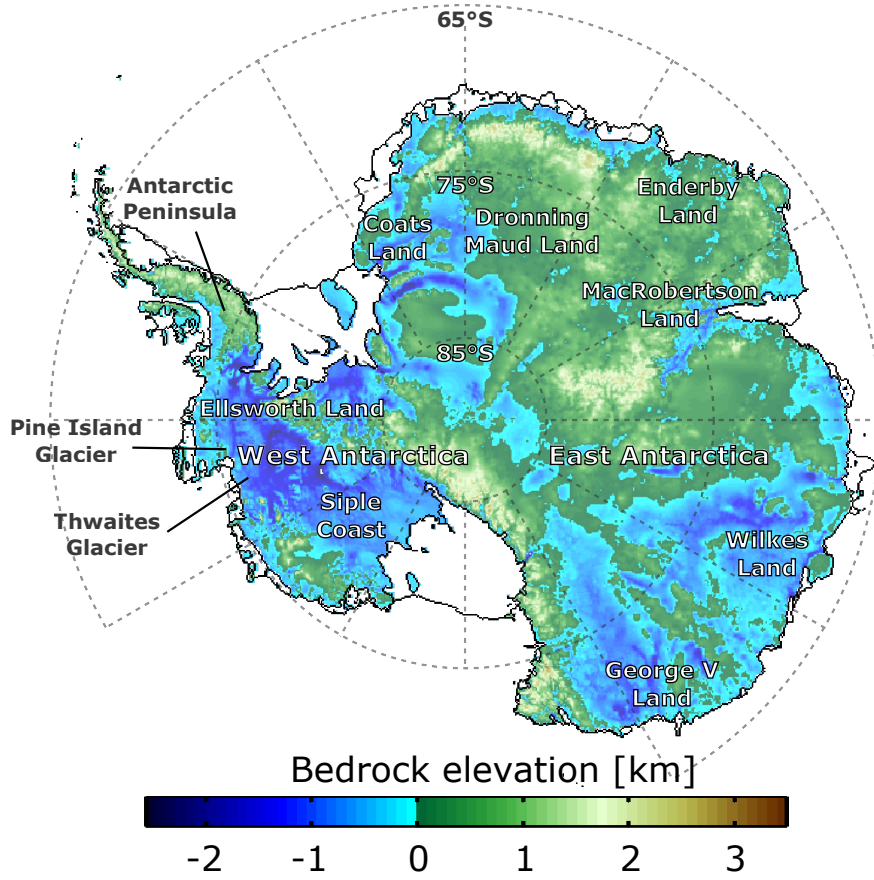 65°S
Antarctic
Peninsula
75°S
Enderby
Land
Coats
Land
Dronning
Maud Land
MacRobertson
Land
85°S
Ellsworth Land
Pine Island
Glacier
West Antarctica
East Antarctica
Siple
Coast
Thwaites
Glacier
Wilkes
Land
George V
Land
Bedrock elevation [km]
-2 -1 0 1 2 3